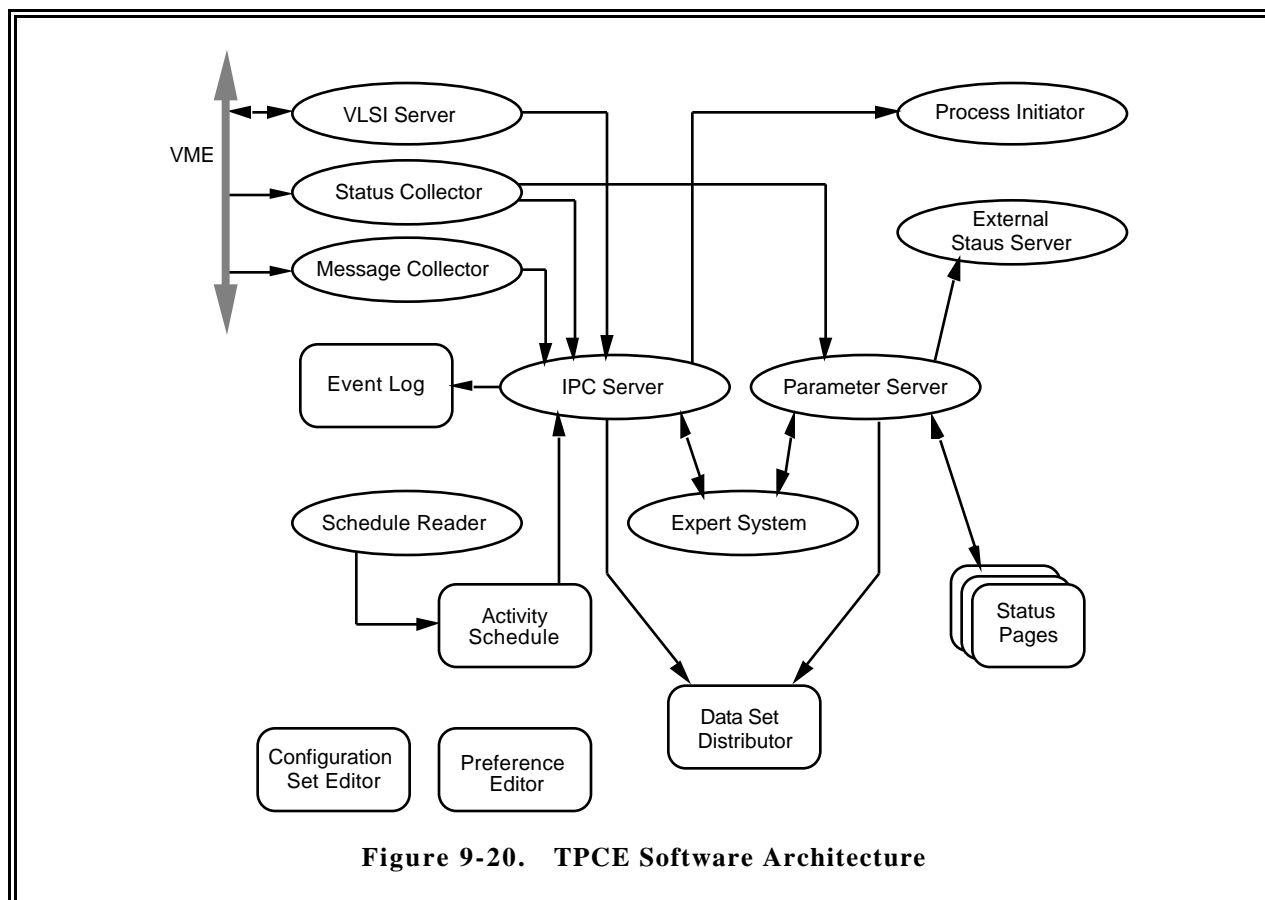 VLSI Server
Process Initiator
VME
Status Collector
External
Staus Server
Message Collector
Event Log
IPC Server
Parameter Server
Schedule Reader
Expert System
Activity
Schedule
Status
Pages
Data Set
Distributor
Configuration
Set Editor
Preference
Editor
Figure 9-20. TPCE Software Architecture